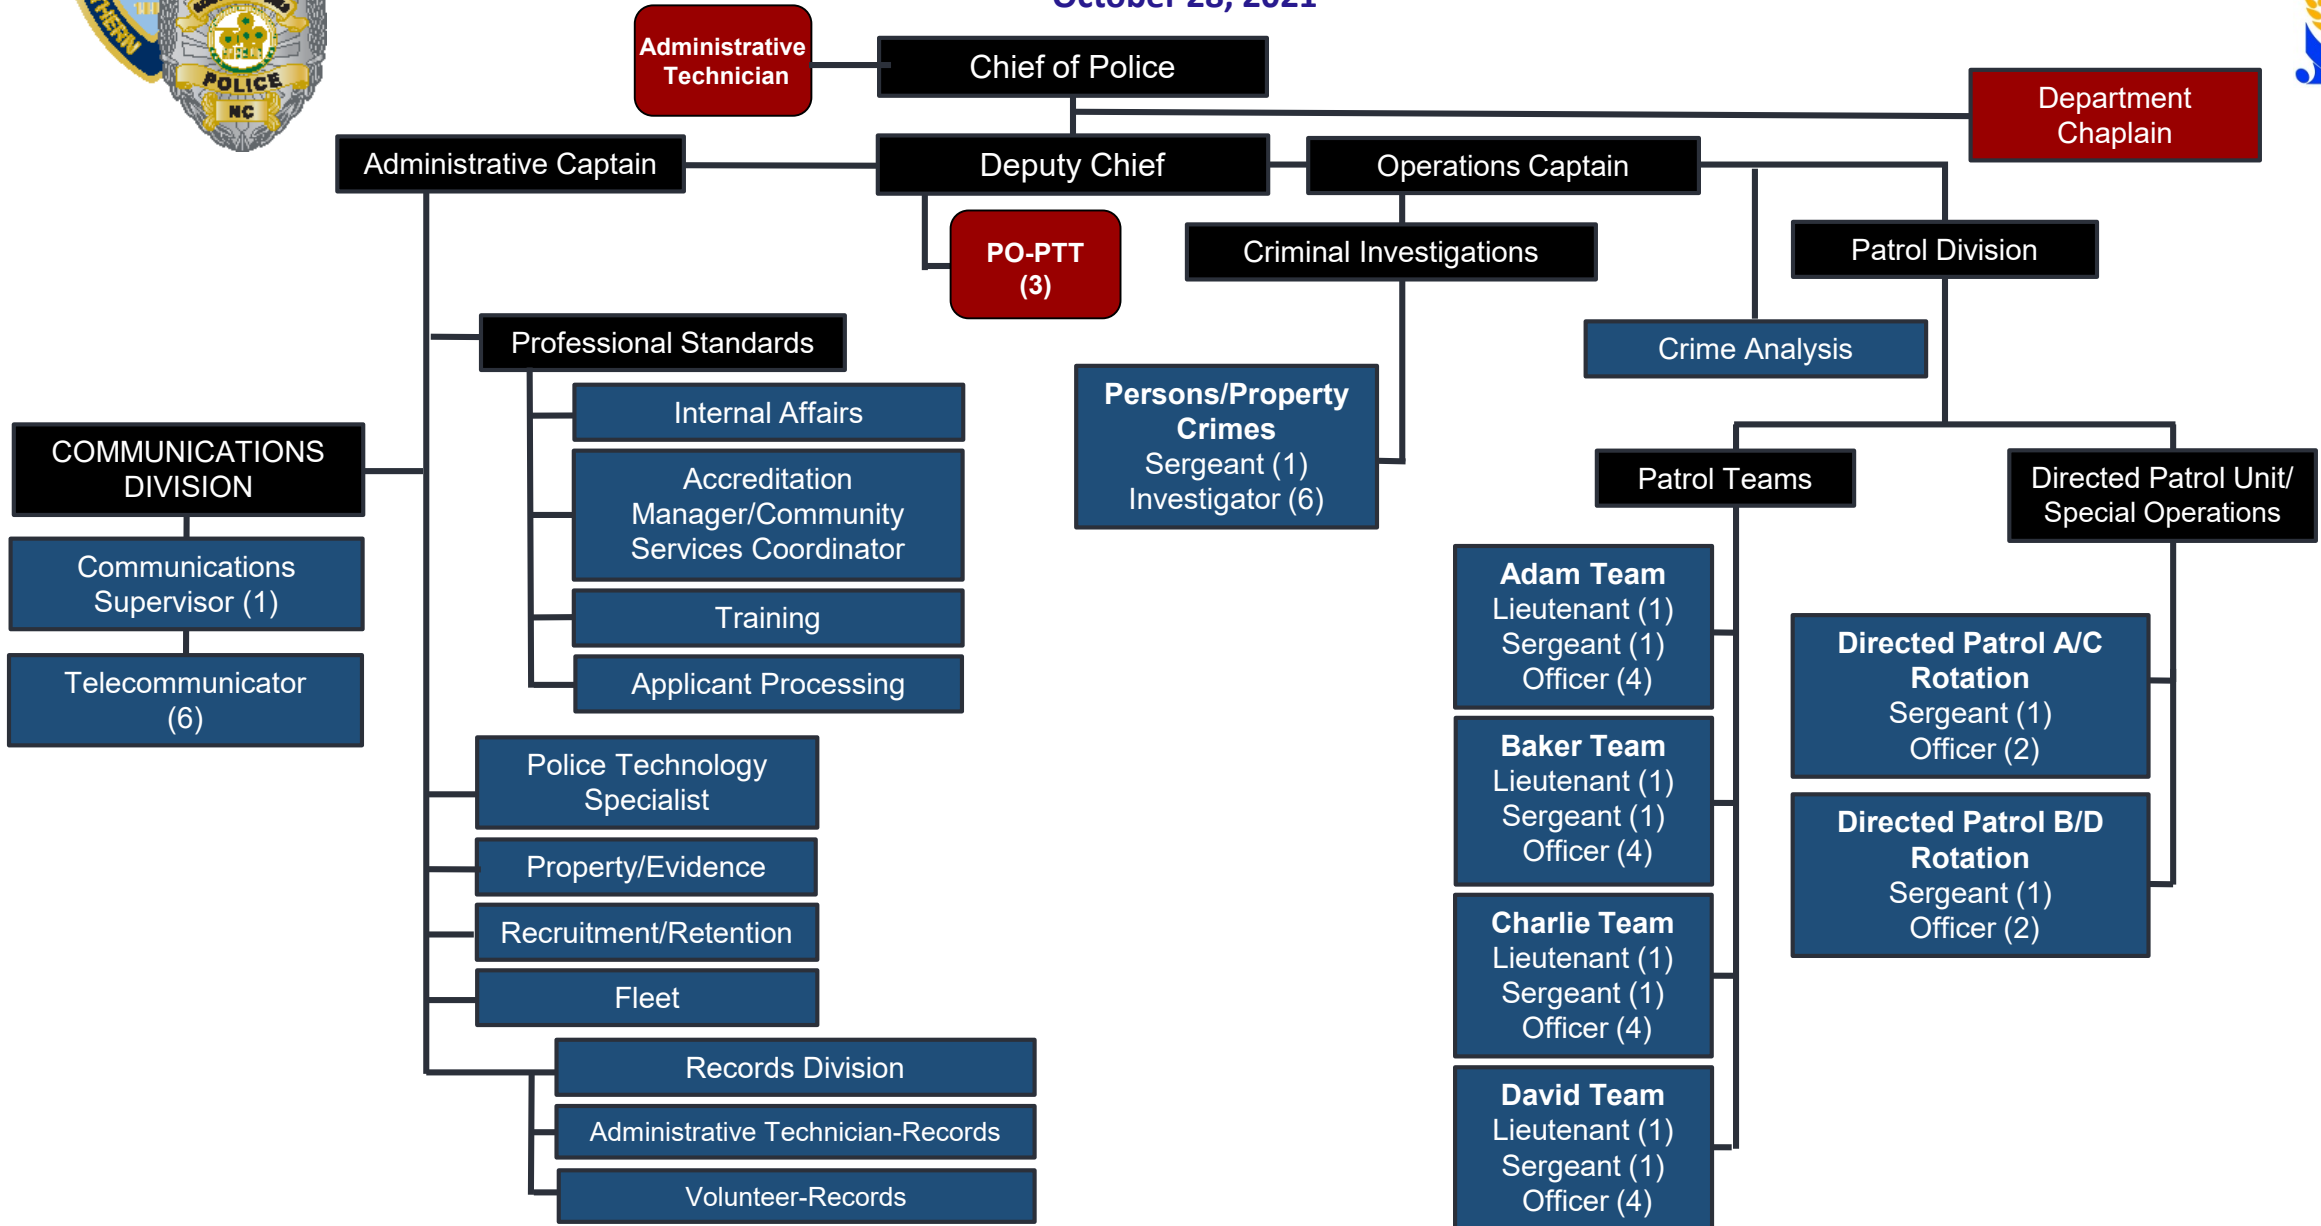 October 28, 2021
THERN
POLICE
NC
Administrative
Technician
Chief of Police
Department
Chaplain
Administrative Captain
Deputy Chief
Operations Captain
PO-PTT
(3)
Criminal Investigations
Patrol Division
Crime Analysis
Professional Standards
Internal Affairs
Accreditation
Manager/Community
Services Coordinator
Training
Applicant Processing
COMMUNICATIONS
DIVISION
Communications
Supervisor (1)
Telecommunicator
(6)
Police Technology
Specialist
Property/Evidence
Recruitment/Retention
Fleet
Records Division
Administrative Technician-Records
Volunteer-Records
Persons/Property
Crimes
Sergeant (1)
Investigator (6)
Patrol Teams
Directed Patrol Unit/
Special Operations
Adam Team
Lieutenant (1)
Sergeant (1)
Officer (4)
Baker Team
Lieutenant (1)
Sergeant (1)
Officer (4)
Charlie Team
Lieutenant (1)
Sergeant (1)
Officer (4)
David Team
Lieutenant (1)
Sergeant (1)
Officer (4)
Directed Patrol A/C
Rotation
Sergeant (1)
Officer (2)
Directed Patrol B/D
Rotation
Sergeant (1)
Officer (2)